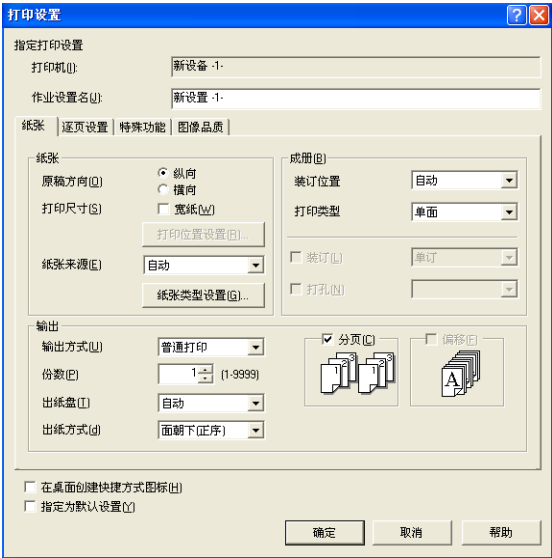 打印设置
指定打印设置
打印机(I): 新设备 -1-
作业设置名(U): 新设置 -1-
纸张 逐页设置 特殊功能 图像品质
纸张
原稿方向(O) 纵向
横向
打印尺寸(S) 宽纸(W)
打印位置设置(B)...
纸张来源(E) 自动
纸张类型设置(G)...
成册(B)
装订位置 自动
打印类型 单面
装订(L) 单订
打孔(N)
输出
输出方式(U) 普通打印
份数(P) 1 (1-9999)
出纸盘(T) 自动
出纸方式(d) 面朝下(正序)
分页(C)
1 2 3 1 2 3
偏移(F)
A
在桌面创建快捷方式图标(H)
指定为默认设置(Y)
确定 取消 帮助